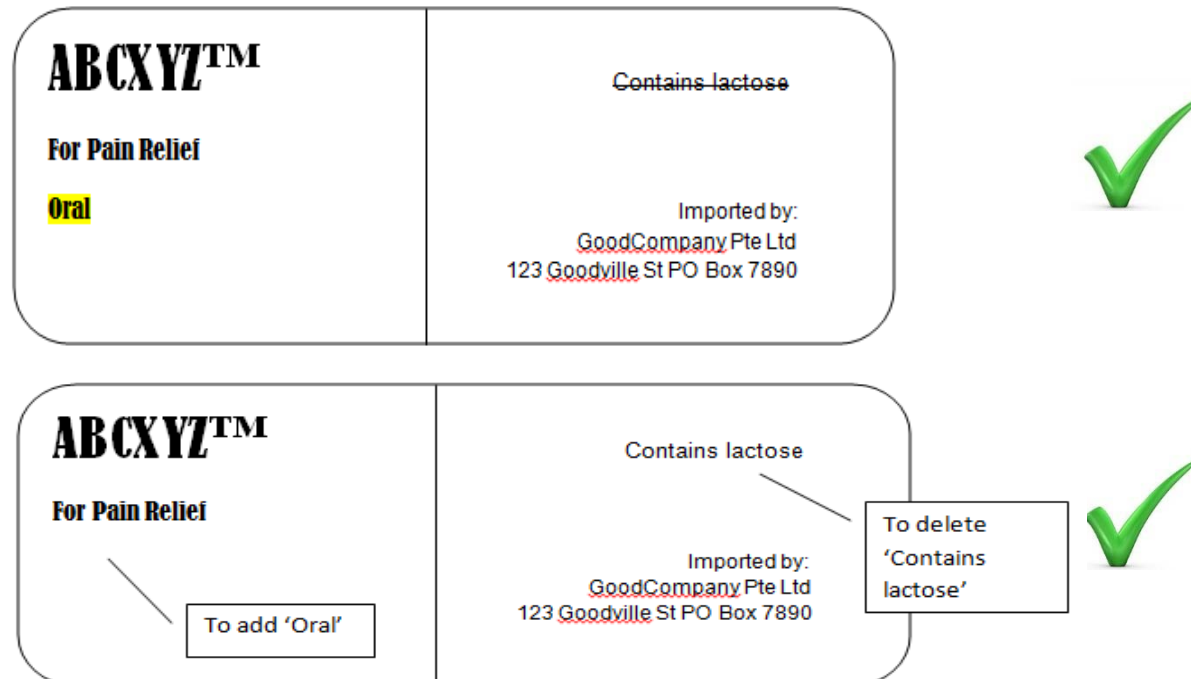 ABCXYZ™
For Pain Relief
Oral
Contains lactose
Imported by:
GoodCompany Pte Ltd
123 Goodville St PO Box 7890
ABCXYZ™
For Pain Relief
To add ‘Oral’
Contains lactose
To delete
‘Contains
lactose’
Imported by:
GoodCompany Pte Ltd
123 Goodville St PO Box 7890